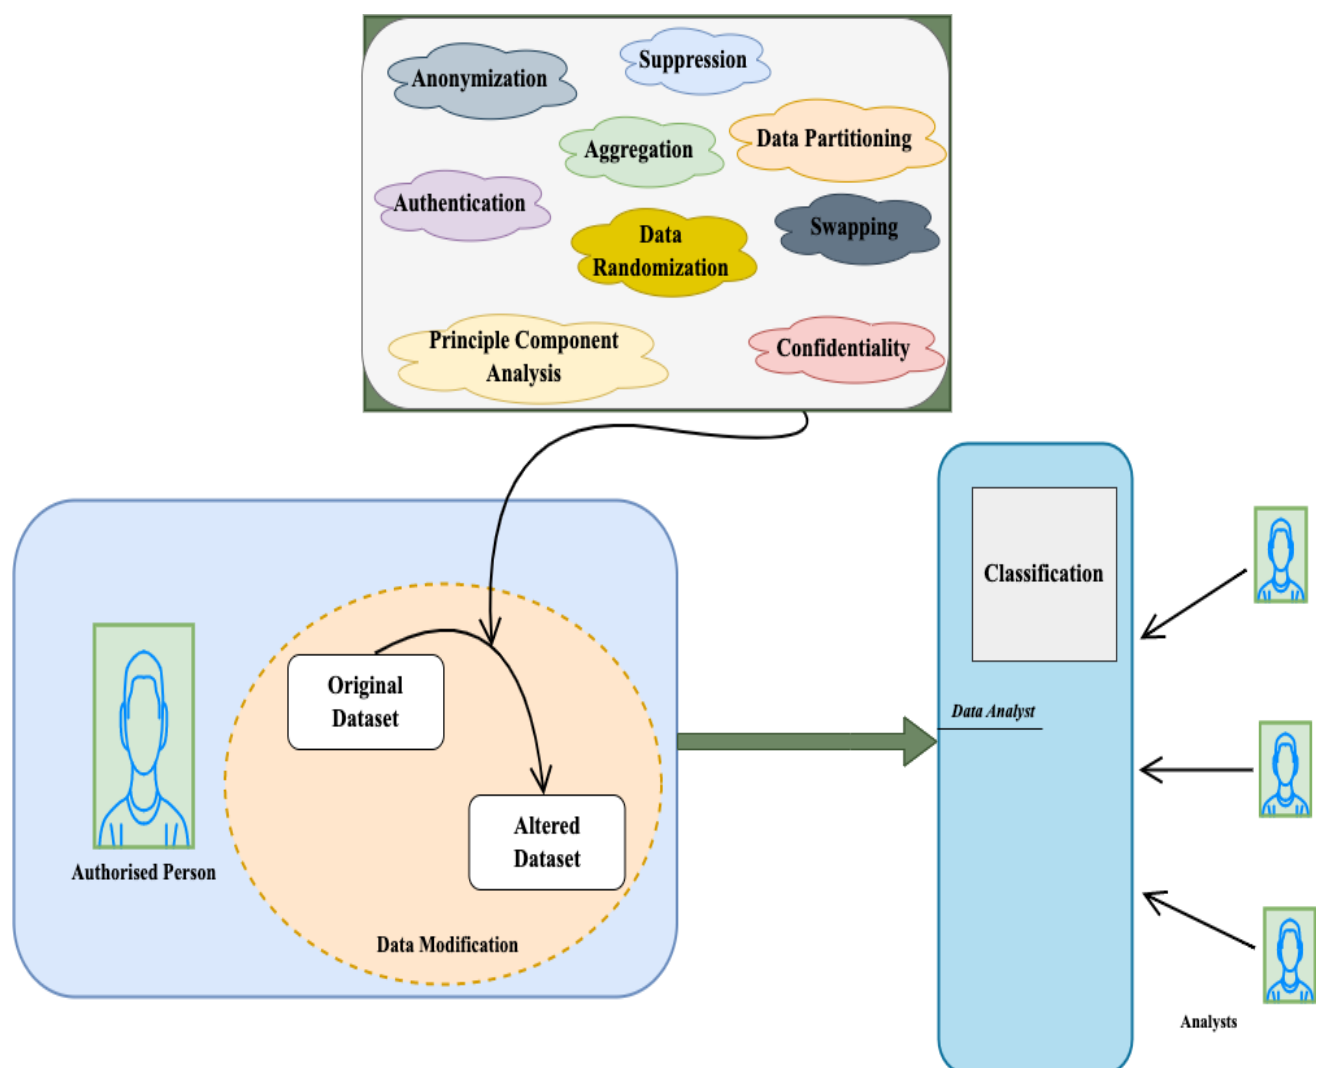 Anonymization
Suppression
Aggregation
Data Partitioning
Authentication
Data
Randomization
Swapping
Principle Component
Analysis
Confidentiality
Classification
Original
Dataset
Data Analyst
Altered
Dataset
Authorised Person
Data Modification
Analysts